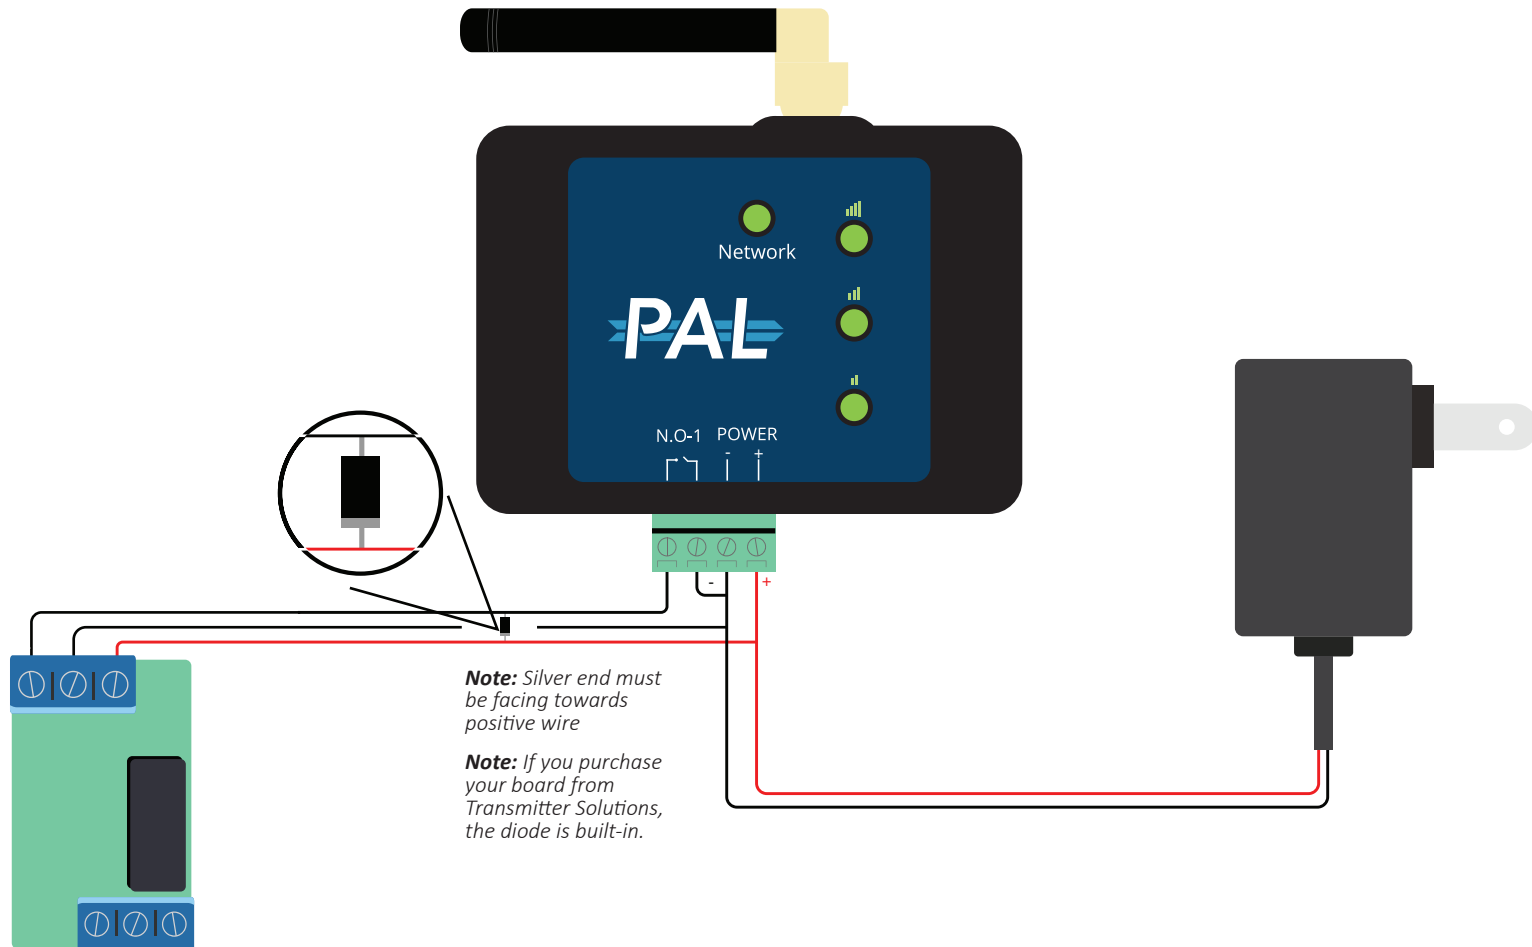 Network
PAL
N.O-1 POWER
- +
- +
Note: Silver end must
be facing towards
positive wire
Note: If you purchase
your board from
Transmitter Solutions,
the diode is built-in.